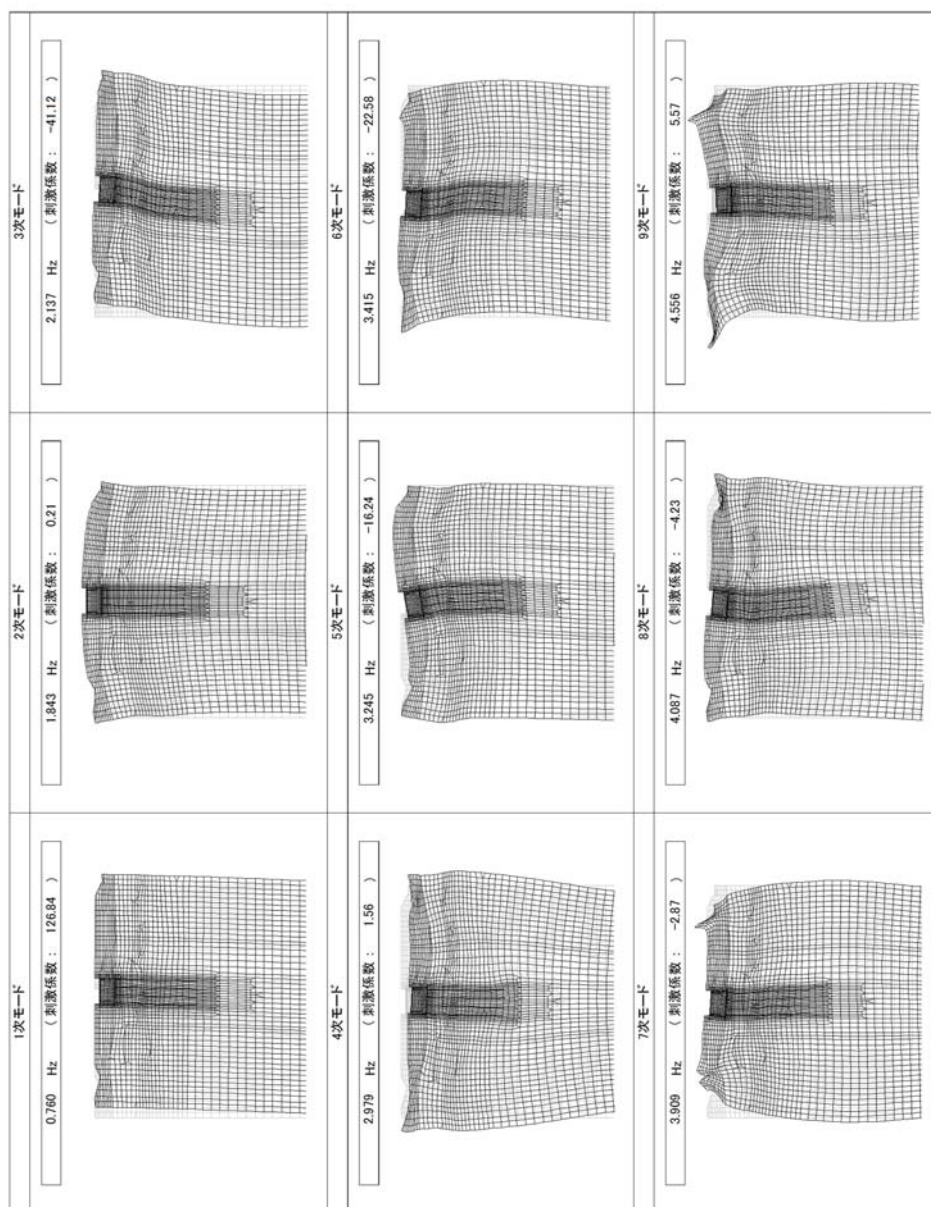 1次モード
0.760 Hz (刺激係数: 126.84 )
2次モード
1.843 Hz (刺激係数: 0.21 )
3次モード
2.137 Hz (刺激係数: -41.12 )
4次モード
2.979 Hz (刺激係数: 1.56 )
5次モード
3.245 Hz (刺激係数: -16.24 )
6次モード
3.415 Hz (刺激係数: -22.58 )
7次モード
3.909 Hz (刺激係数: -2.87 )
8次モード
4.087 Hz (刺激係数: -4.23 )
9次モード
4.556 Hz (刺激係数: 5.57 )